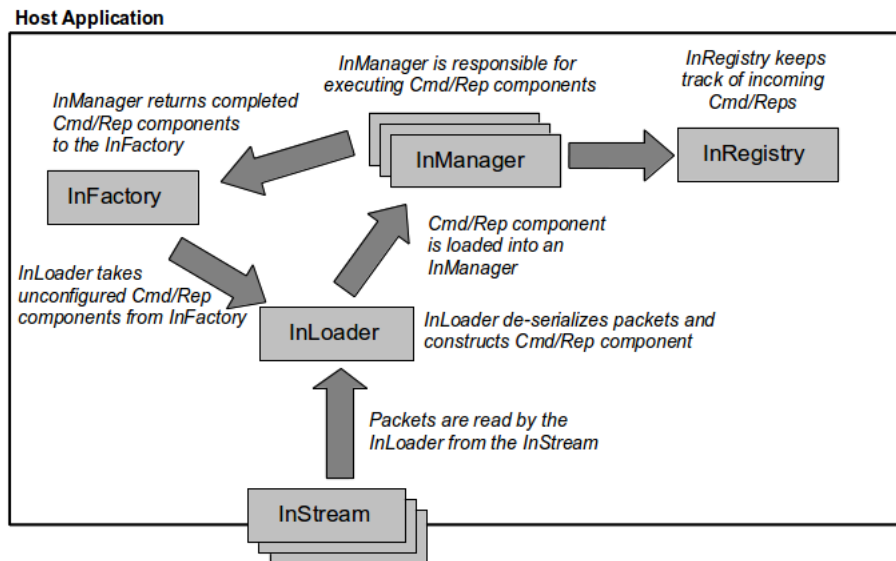 Host Application
InManager is responsible for
executing Cmd/Rep components
InRegistry keeps
track of incoming
Cmd/Reps
InManager returns completed
Cmd/Rep components
to the InFactory
InManager
InRegistry
InFactory
Cmd/Rep component
is loaded into an
InManager
InLoader takes
unconfigured Cmd/Rep
components from InFactory
InLoader
InLoader de-serializes packets and
constructs Cmd/Rep component
Packets are read by the
InLoader from the InStream
InStream